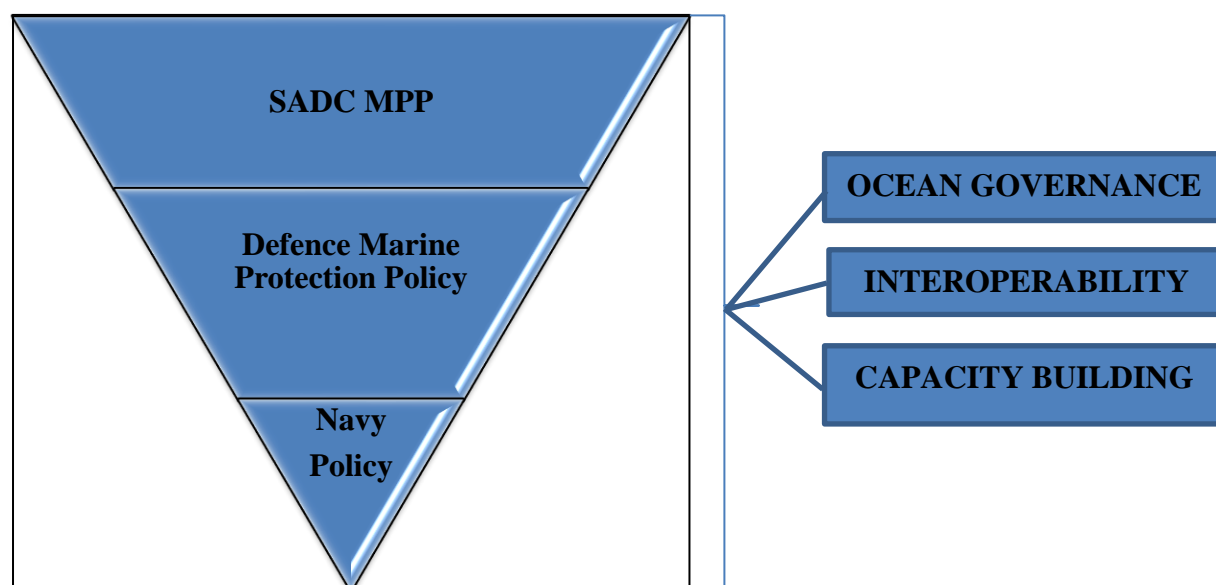 SADC MPP
Defence Marine
Protection Policy
Navy
Policy
OCEAN GOVERNANCE
INTEROPERABILITY
CAPACITY BUILDING